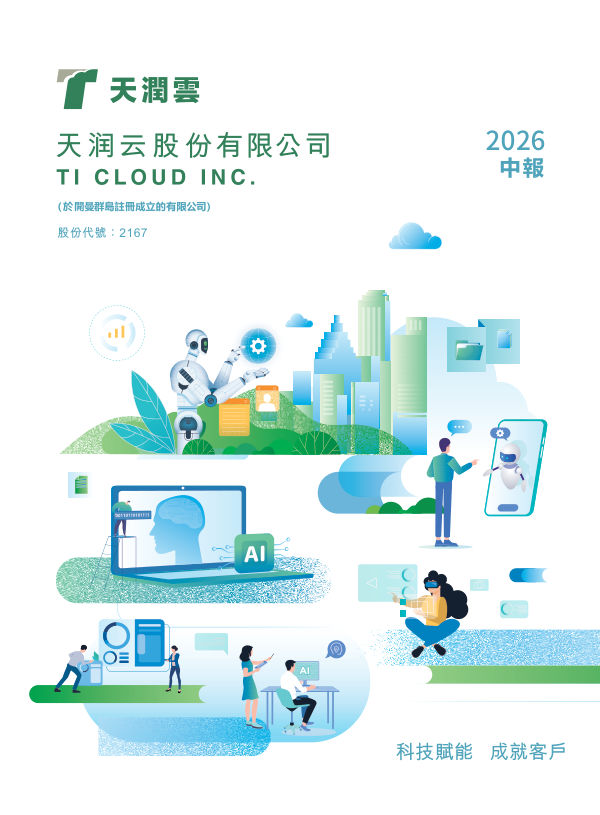 天潤雲
天润云股份有限公司
TI CLOUD INC.
(於開曼群島註冊成立的有限公司)
股份代號：2167
2026
中報
AI
AI
科技賦能 成就客戶